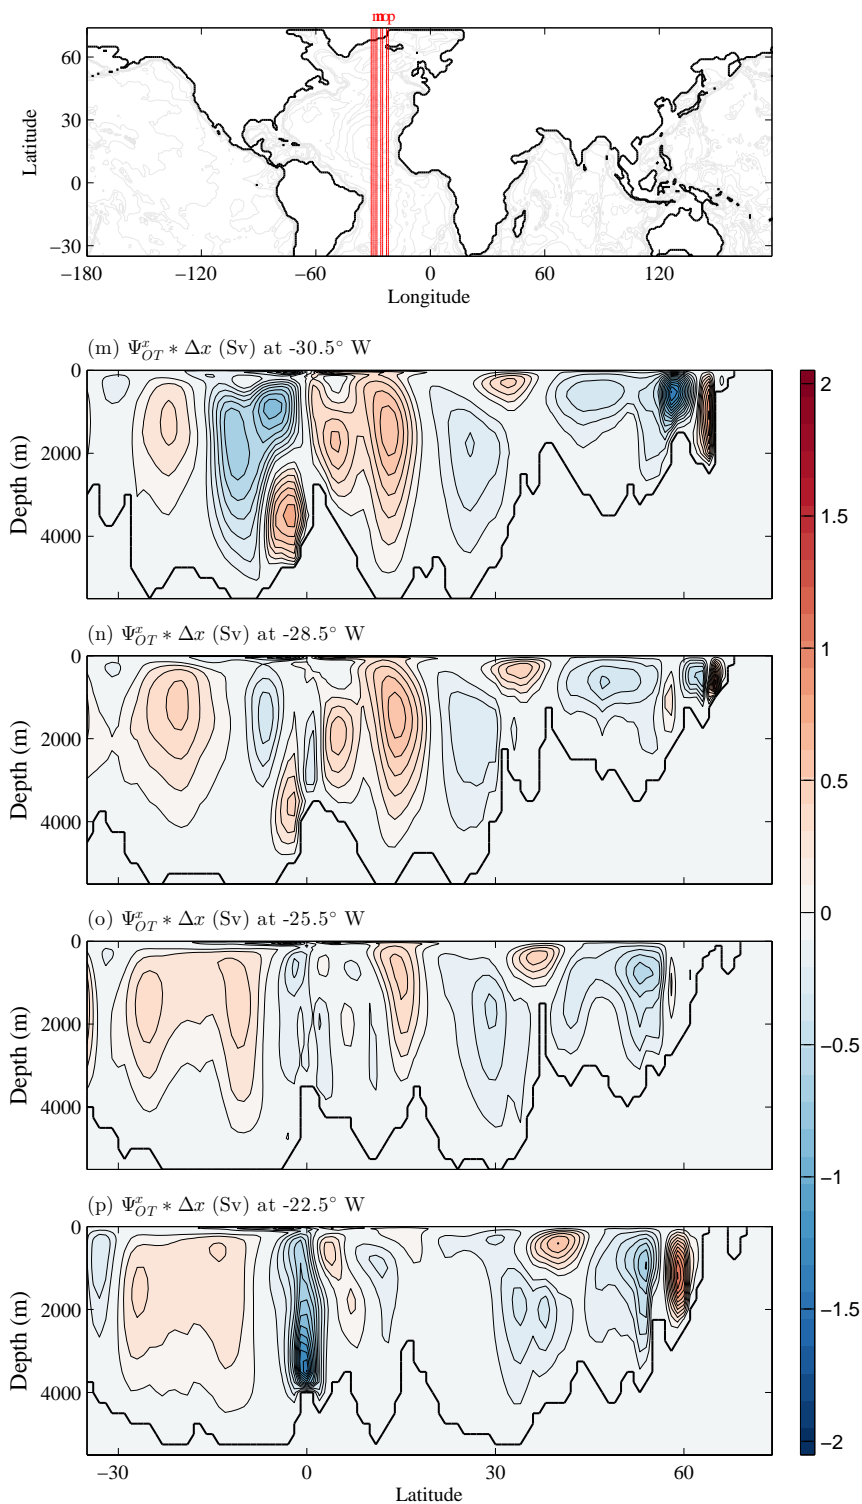 mnop
60
30
0
−30
Latitude
−180 −120 −60 0 60 120
Longitude
(m) Ψ^x_OT ∗ Δx (Sv) at -30.5° W
0
2000
4000
Depth (m)
(n) Ψ^x_OT ∗ Δx (Sv) at -28.5° W
0
2000
4000
Depth (m)
(o) Ψ^x_OT ∗ Δx (Sv) at -25.5° W
0
2000
4000
Depth (m)
(p) Ψ^x_OT ∗ Δx (Sv) at -22.5° W
0
2000
4000
Depth (m)
−30 0 30 60
Latitude
2
1.5
1
0.5
0
−0.5
−1
−1.5
−2